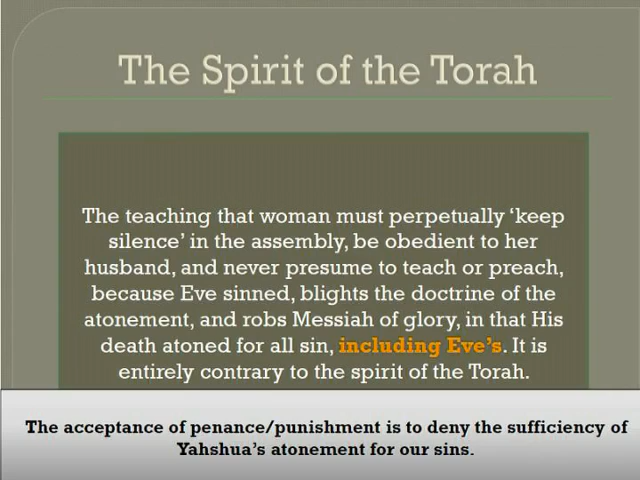 The Spirit of the Torah
The teaching that woman must perpetually ‘keep
silence’ in the assembly, be obedient to her
husband, and never presume to teach or preach,
because Eve sinned, blights the doctrine of the
atonement, and robs Messiah of glory, in that His
death atoned for all sin, including Eve’s. It is
entirely contrary to the spirit of the Torah.
The acceptance of penance/punishment is to deny the sufficiency of
Yahshua’s atonement for our sins.